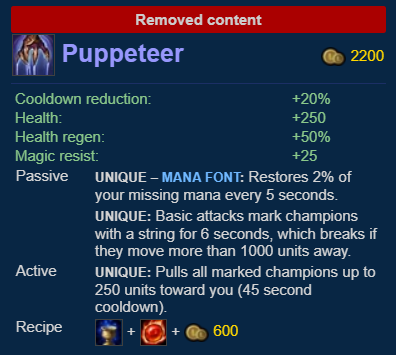 Removed content
Puppeteer 2200
Cooldown reduction: +20%
Health: +250
Health regen: +50%
Magic resist: +25
Passive UNIQUE – MANA FONT: Restores 2% of
your missing mana every 5 seconds.
UNIQUE: Basic attacks mark champions
with a string for 6 seconds, which breaks if
they move more than 1000 units away.
Active UNIQUE: Pulls all marked champions up to
250 units toward you (45 second
cooldown).
Recipe + + 600